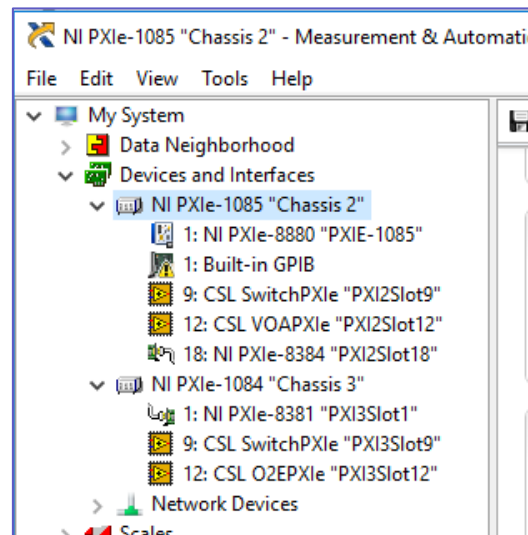 NI PXIe-1085 "Chassis 2" - Measurement & Automati
File Edit View Tools Help
My System
Data Neighborhood
Devices and Interfaces
NI PXIe-1085 "Chassis 2"
1: NI PXIe-8880 "PXIE-1085"
1: Built-in GPIB
9: CSL SwitchPXIe "PXI2Slot9"
12: CSL VOAPXIe "PXI2Slot12"
18: NI PXIe-8384 "PXI2Slot18"
NI PXIe-1084 "Chassis 3"
1: NI PXIe-8381 "PXI3Slot1"
9: CSL SwitchPXIe "PXI3Slot9"
12: CSL O2EPXIe "PXI3Slot12"
Network Devices
Scales